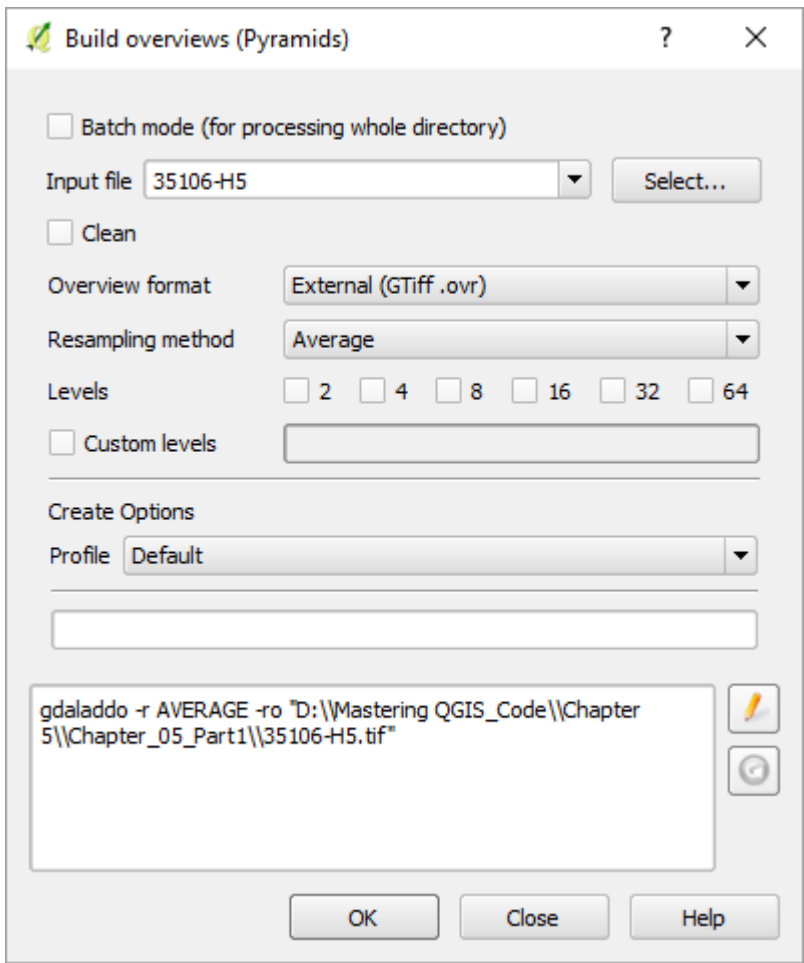 Build overviews (Pyramids) ?
Batch mode (for processing whole directory)
Input file 35106-H5 Select...
Clean
Overview format External (GTiff .ovr)
Resampling method Average
Levels 2 4 8 16 32 64
Custom levels
Create Options
Profile Default
gdaladdo -r AVERAGE -ro "D:\\Mastering QGIS_Code\\Chapter
5\\Chapter_05_Part1\\35106-H5.tif"
OK Close Help